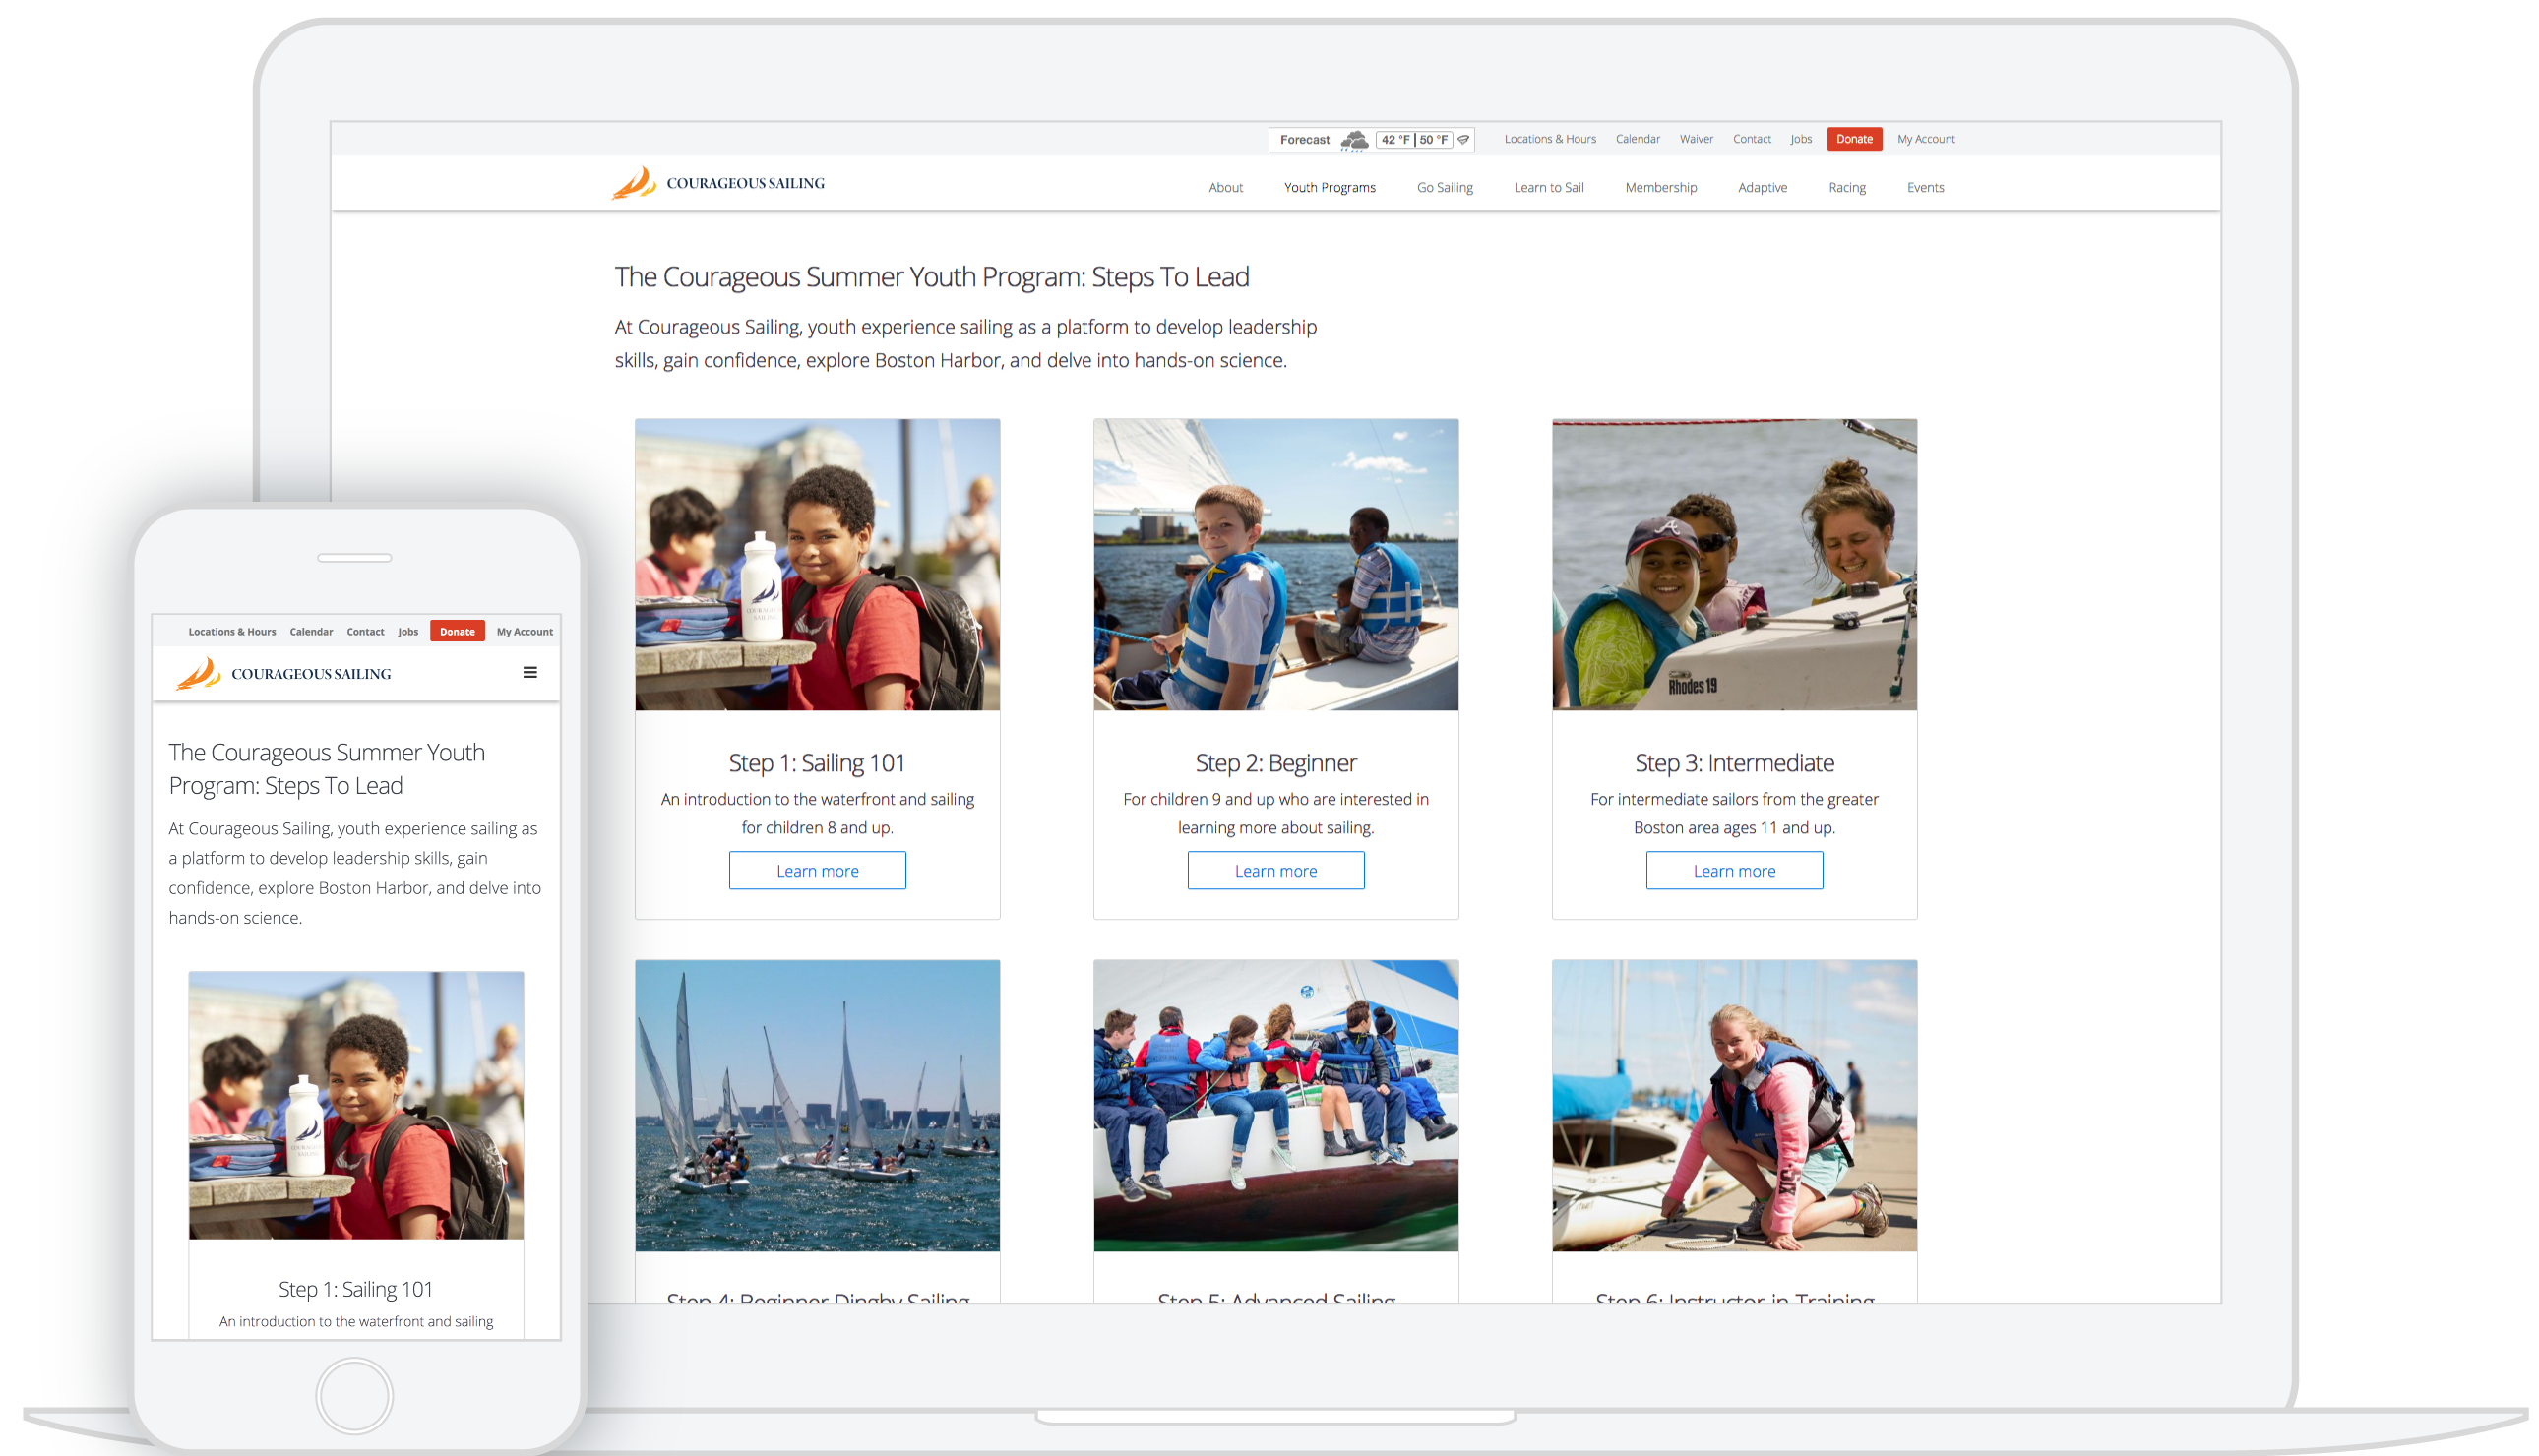 Forecast 42 °F | 50 °F Locations & Hours Calendar Waiver Contact Jobs Donate My Account
COURAGEOUS SAILING About Youth Programs Go Sailing Learn to Sail Membership Adaptive Racing Events
The Courageous Summer Youth Program: Steps To Lead
At Courageous Sailing, youth experience sailing as a platform to develop leadership
skills, gain confidence, explore Boston Harbor, and delve into hands-on science.
COURAGEOUS
SAILING
A
Rhodes 19
Step 1: Sailing 101
An introduction to the waterfront and sailing
for children 8 and up.
Learn more
Step 2: Beginner
For children 9 and up who are interested in
learning more about sailing.
Learn more
Step 3: Intermediate
For intermediate sailors from the greater
Boston area ages 11 and up.
Learn more
Step 4: Beginner Dinghy Sailing
Step 5: Advanced Sailing
Step 6: Instructor in Training
Locations & Hours Calendar Contact Jobs Donate My Account
COURAGEOUS SAILING
The Courageous Summer Youth
Program: Steps To Lead
At Courageous Sailing, youth experience sailing as
a platform to develop leadership skills, gain
confidence, explore Boston Harbor, and delve into
hands-on science.
COURAGEOUS
SAILING
Step 1: Sailing 101
An introduction to the waterfront and sailing